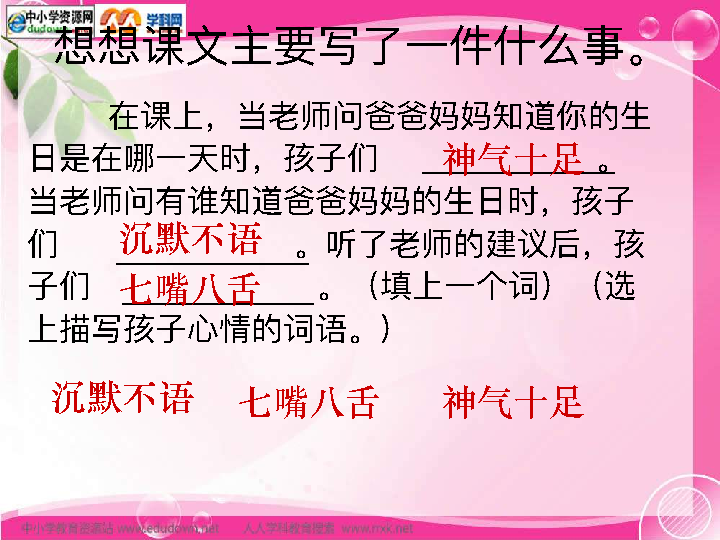 中小学资源网
dudown
学科网
想想课文主要写了一件什么事。
在课上，当老师问爸爸妈妈知道你的生
日是在哪一天时，孩子们 神气十足 。
当老师问有谁知道爸爸妈妈的生日时，孩子
们 沉默不语 。听了老师的建议后，孩
子们 七嘴八舌 。（填上一个词）（选
上描写孩子心情的词语。）
沉默不语 七嘴八舌 神气十足
中小学教育资源站 www.edudown.net 人人学科教育搜索 www.rrxk.net